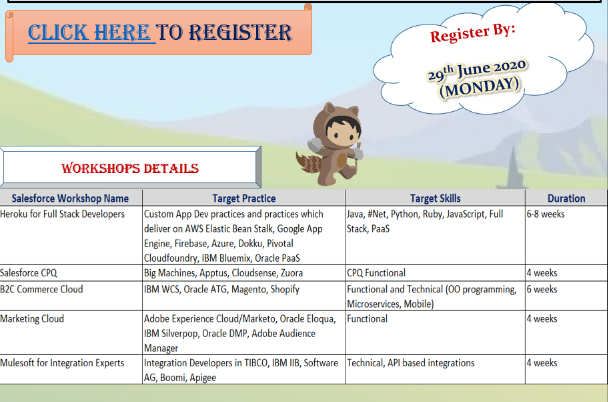 CLICK HERE TO REGISTER
Register By:
29th June 2020
(MONDAY)
WORKSHOPS DETAILS
Salesforce Workshop Name Target Practice Target Skills Duration
Heroku for Full Stack Developers Custom App Dev practices and practices which Java, #Net, Python, Ruby, JavaScript, Full 6-8 weeks
deliver on AWS Elastic Bean Stalk, Google App Stack, PaaS
Engine, Firebase, Azure, Dokku, Pivotal
Cloudfoundry, IBM Bluemix, Oracle PaaS
Salesforce CPQ Big Machines, Apptus, Cloudsense, Zuora CPQ Functional 4 weeks
B2C Commerce Cloud IBM WCS, Oracle ATG, Magento, Shopify Functional and Technical (OO programming, 6 weeks
Microservices, Mobile)
Marketing Cloud Adobe Experience Cloud/Marketo, Oracle Eloqua, Functional 4 weeks
IBM Silverpop, Oracle DMP, Adobe Audience
Manager
Mulesoft for Integration Experts Integration Developers in TIBCO, IBM IIB, Software Technical, API based integrations 4 weeks
AG, Boomi, Apigee